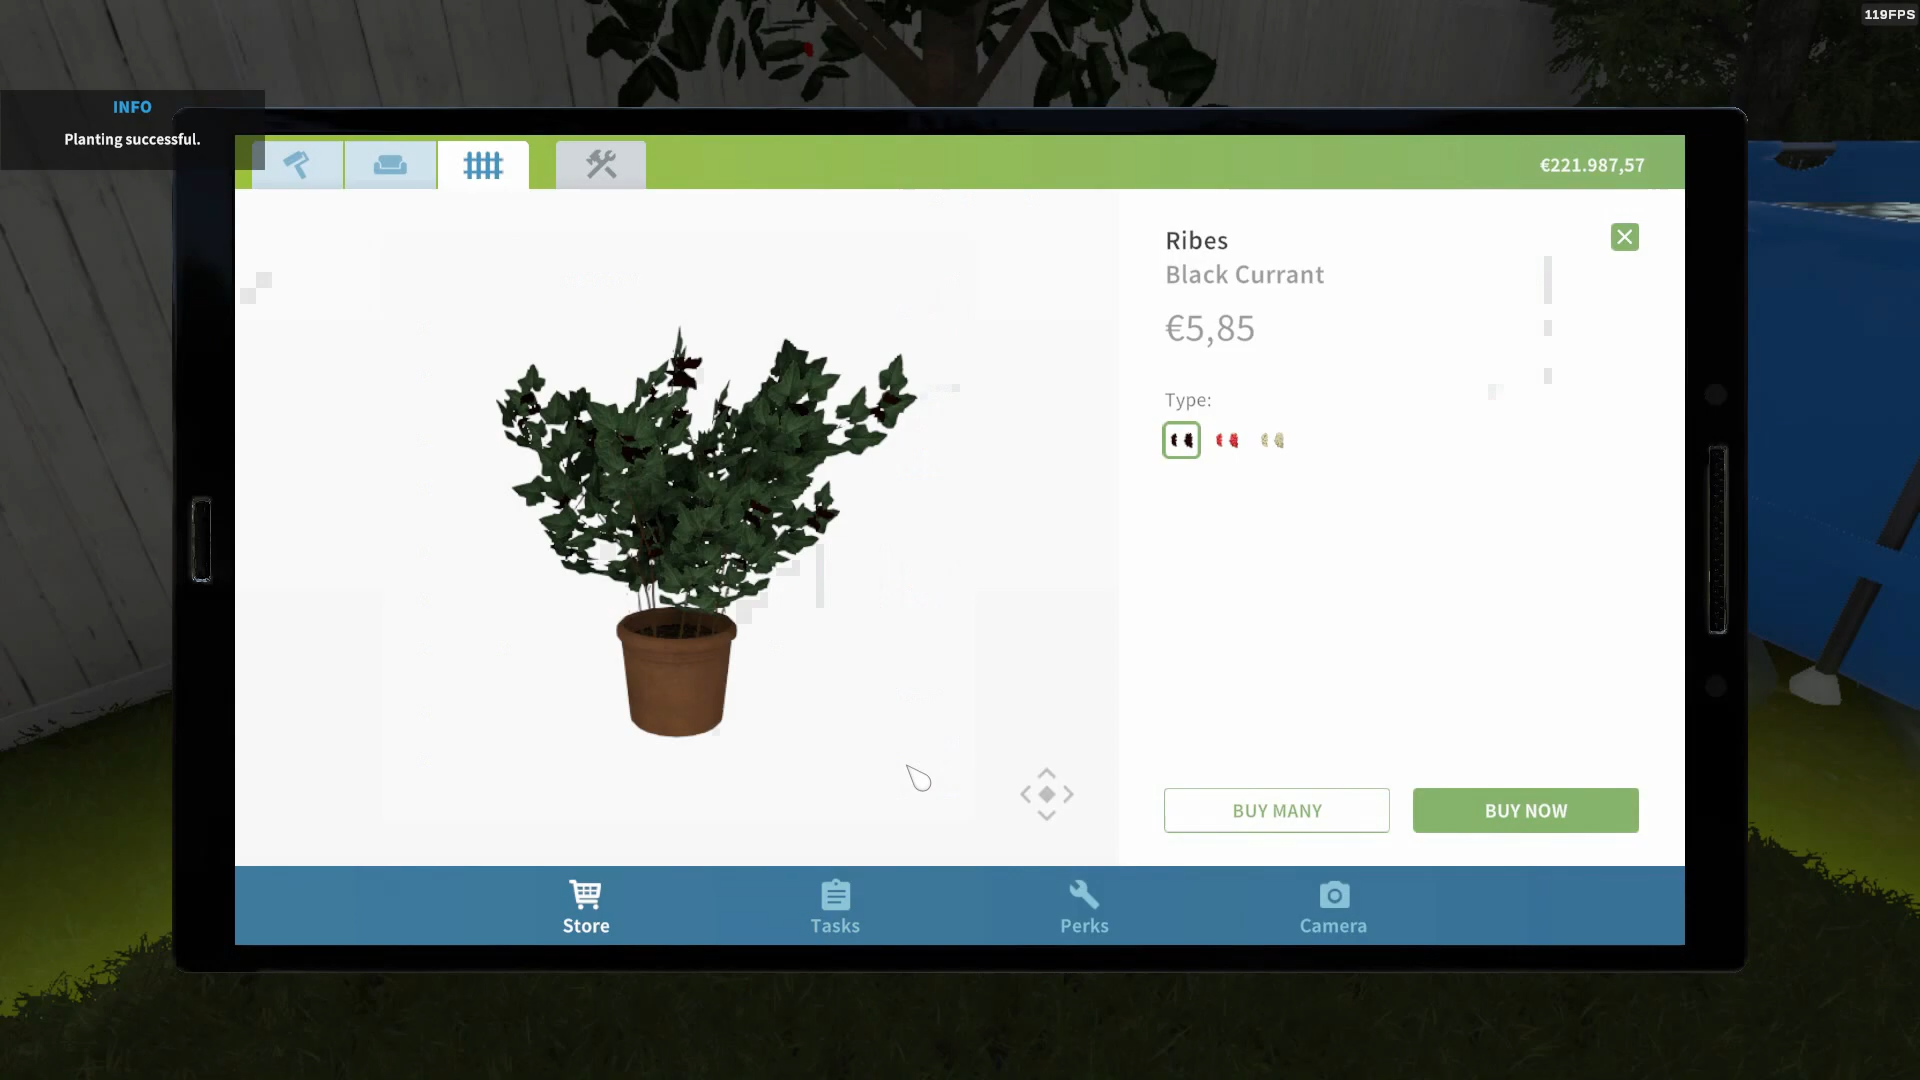 119FPS
INFO
Planting successful.
€221.987,57
Ribes
Black Currant
€5,85
Type:
BUY MANY
BUY NOW
Store
Tasks
Perks
Camera